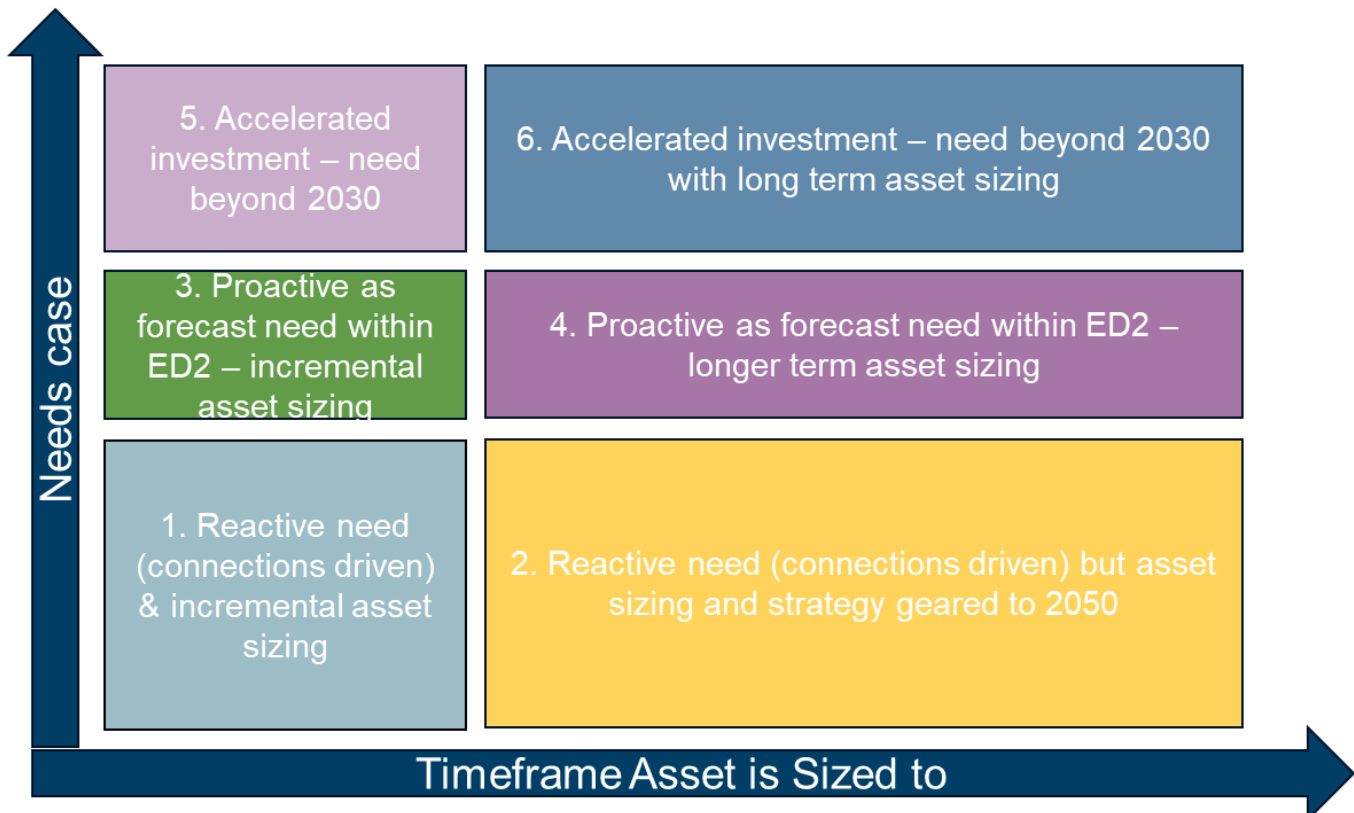 5. Accelerated
investment – need
beyond 2030
6. Accelerated investment – need beyond 2030
with long term asset sizing
3. Proactive as
forecast need within
ED2 – incremental
asset sizing
4. Proactive as forecast need within ED2 –
longer term asset sizing
Needs case
1. Reactive need
(connections driven)
& incremental asset
sizing
2. Reactive need (connections driven) but asset
sizing and strategy geared to 2050
Timeframe Asset is Sized to